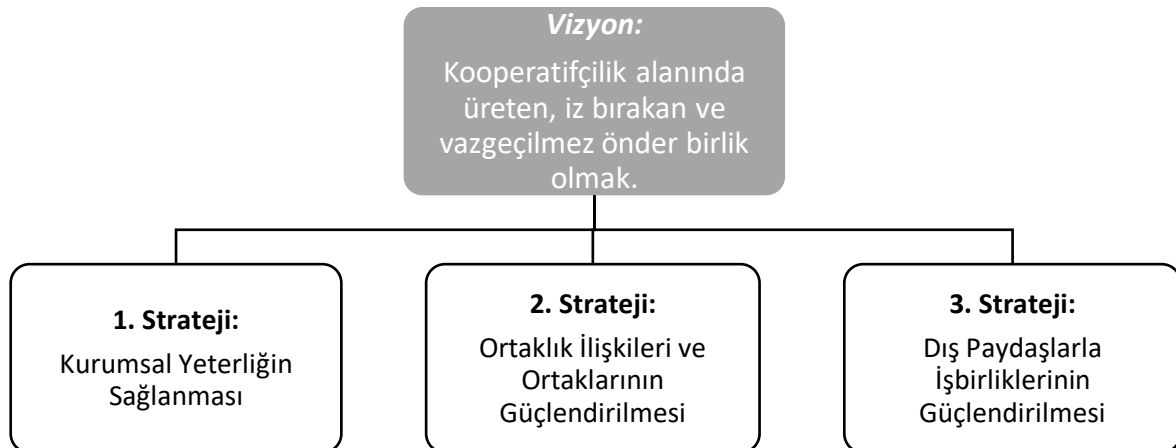 Vizyon:
Kooperatifçilik alanında
üreten, iz bırakan ve
vazgeçilmez önder birlik
olmak.
1. Strateji:
Kurumsal Yeterliğin
Sağlanması
2. Strateji:
Ortaklık İlişkileri ve
Ortaklarının
Güçlendirilmesi
3. Strateji:
Dış Paydaşlarla
İşbirliklerinin
Güçlendirilmesi